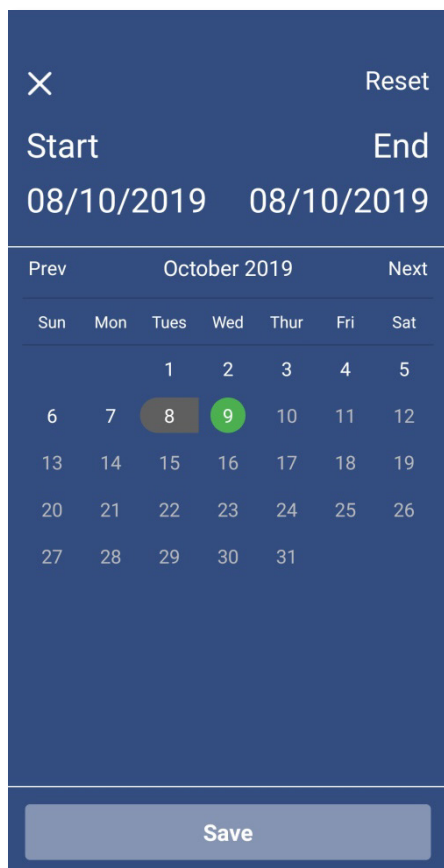 Reset
Start End
08/10/2019 08/10/2019
Prev October 2019 Next
Sun Mon Tues Wed Thur Fri Sat
1 2 3 4 5
6 7 8 9 10 11 12
13 14 15 16 17 18 19
20 21 22 23 24 25 26
27 28 29 30 31
Save